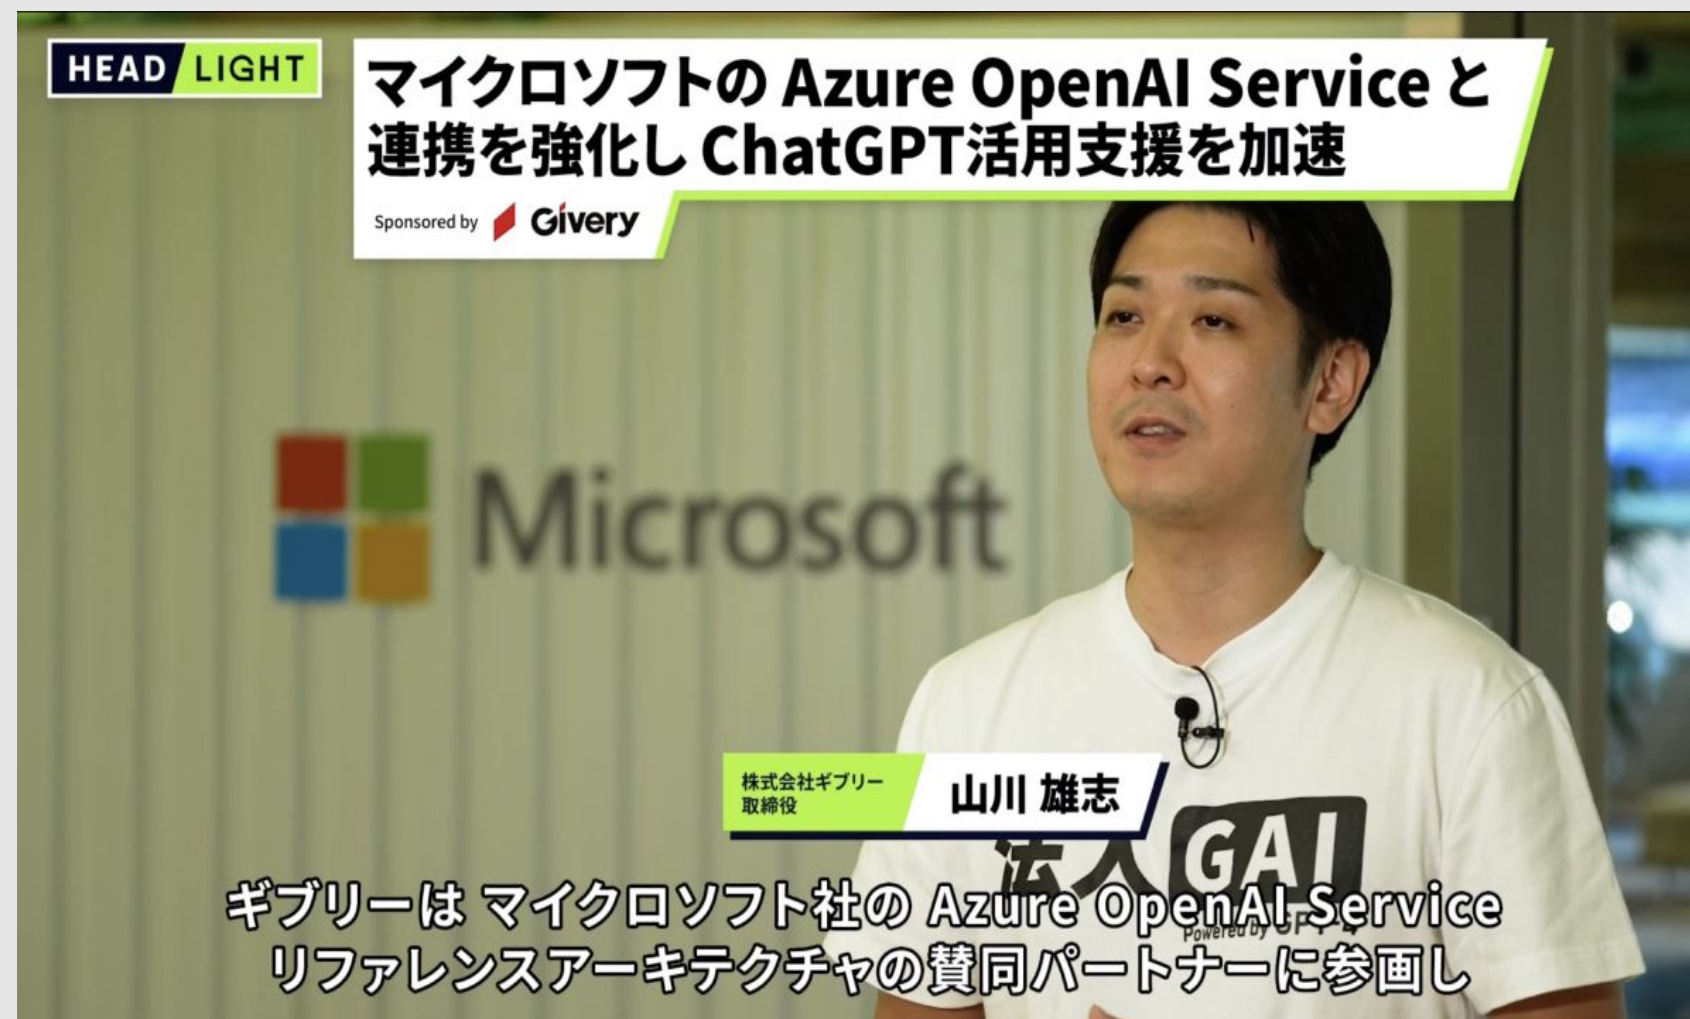 HEAD LIGHT
マイクロソフトの Azure OpenAI Service と
連携を強化し ChatGPT活用支援を加速
Sponsored by Givery
Microsoft
株式会社ギブリー
取締役
山川 雄志
法人 GAI
Powered by GPT-4
ギブリーは マイクロソフト社の Azure OpenAI Service
リファレンスアーキテクチャの賛同パートナーに参画し